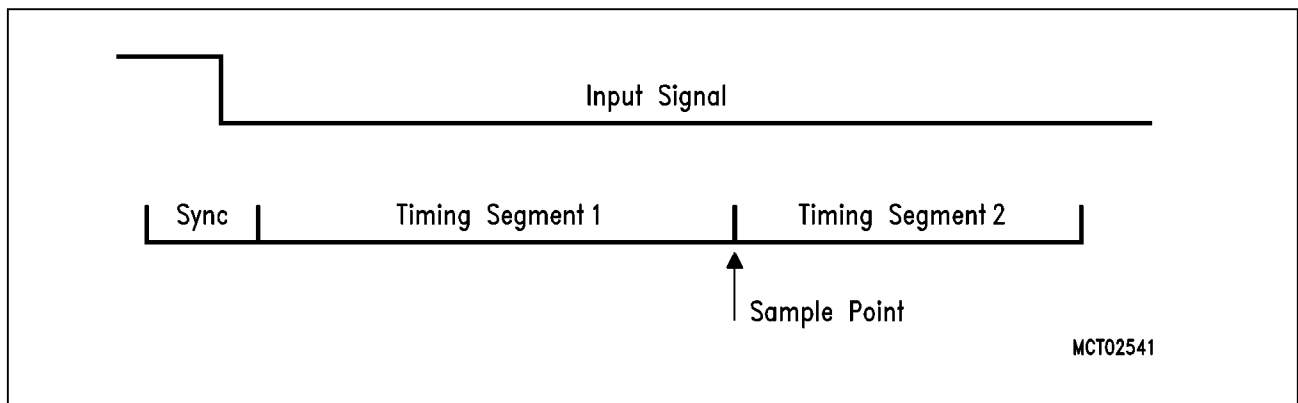 Input Signal
Sync Timing Segment 1 Timing Segment 2
Sample Point
MCT02541